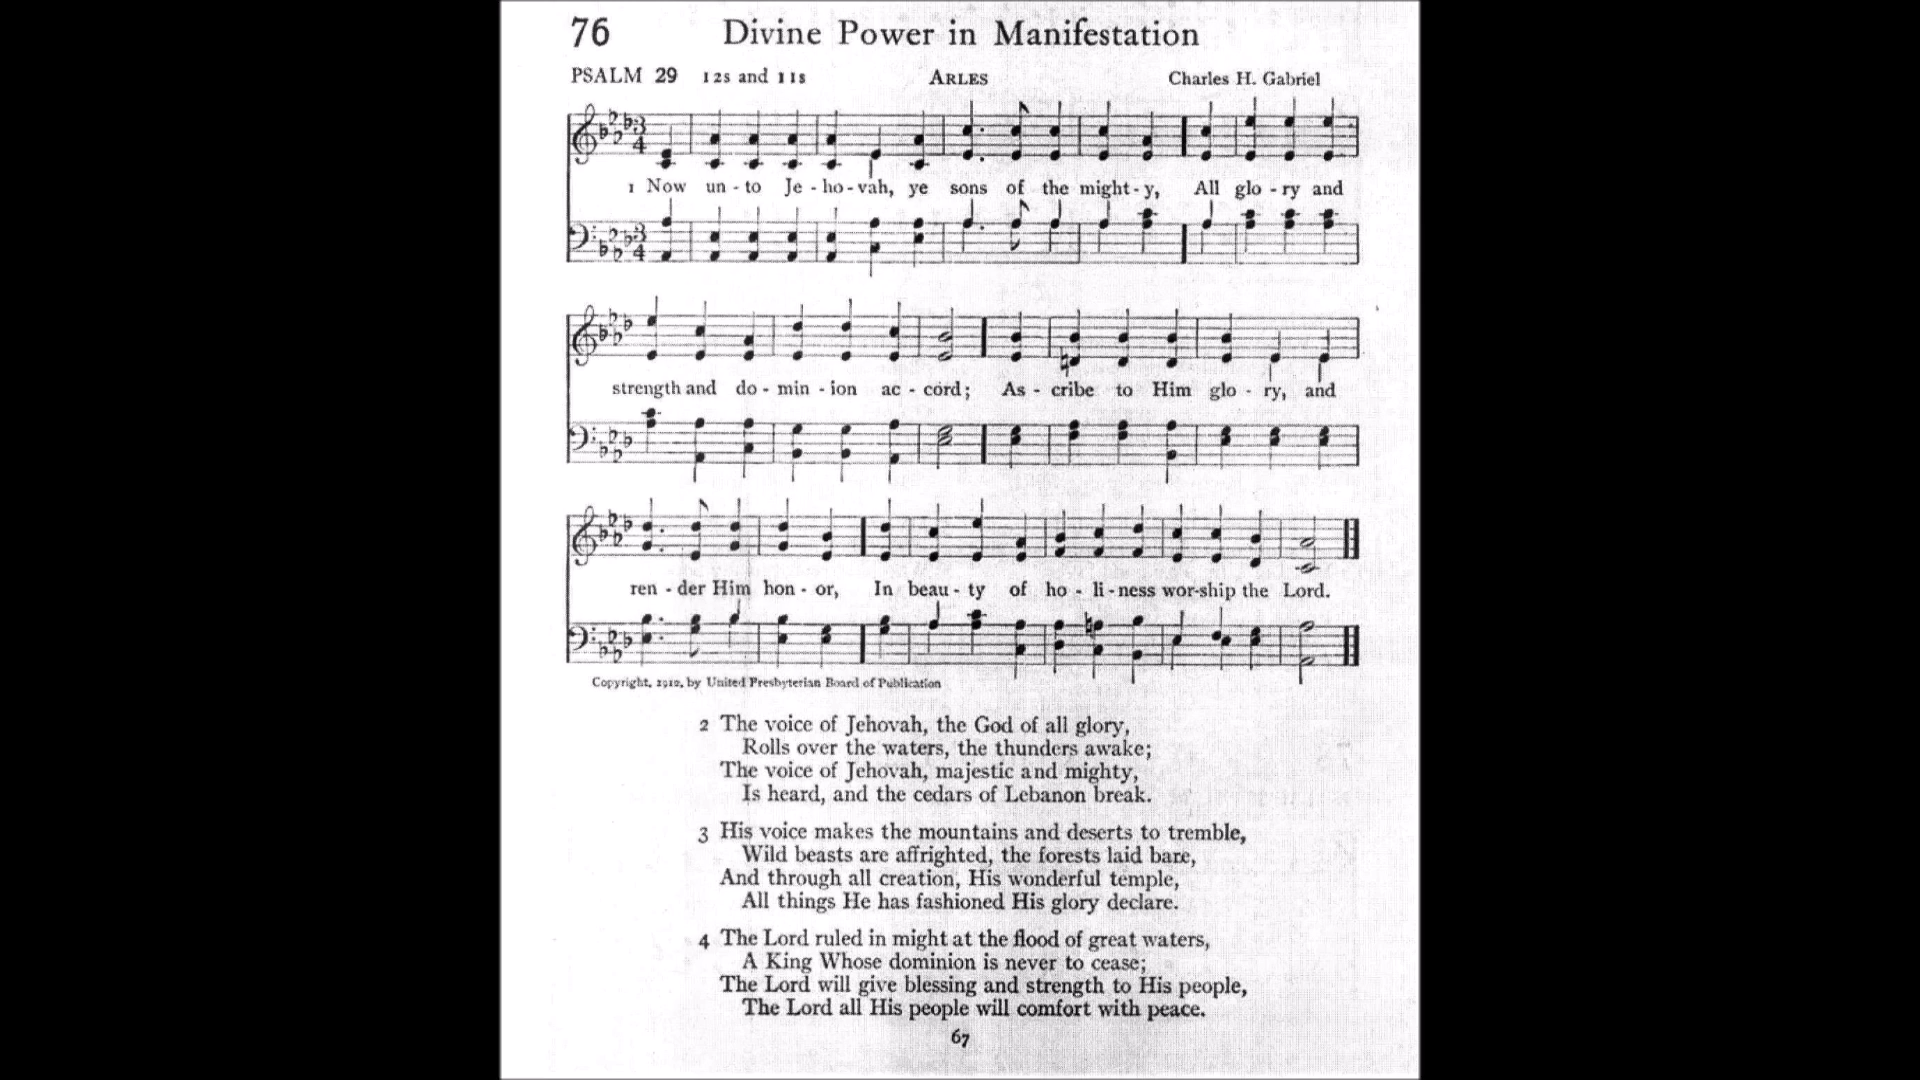 76 Divine Power in Manifestation
PSALM 29 12s and 11s ARLES Charles H. Gabriel
3 4
1 Now un - to Je - ho - vah, ye sons of the might - y, All glo - ry and
3 4
strength and do - min - ion ac - cord; As - cribe to Him glo - ry, and
ren - der Him hon - or, In beau - ty of ho - li - ness wor-ship the Lord.
Copyright, 1912, by United Presbyterian Board of Publication
2 The voice of Jehovah, the God of all glory,
Rolls over the waters, the thunders awake;
The voice of Jehovah, majestic and mighty,
Is heard, and the cedars of Lebanon break.
3 His voice makes the mountains and deserts to tremble,
Wild beasts are affrighted, the forests laid bare,
And through all creation, His wonderful temple,
All things He has fashioned His glory declare.
4 The Lord ruled in might at the flood of great waters,
A King Whose dominion is never to cease;
The Lord will give blessing and strength to His people,
The Lord all His people will comfort with peace.
67